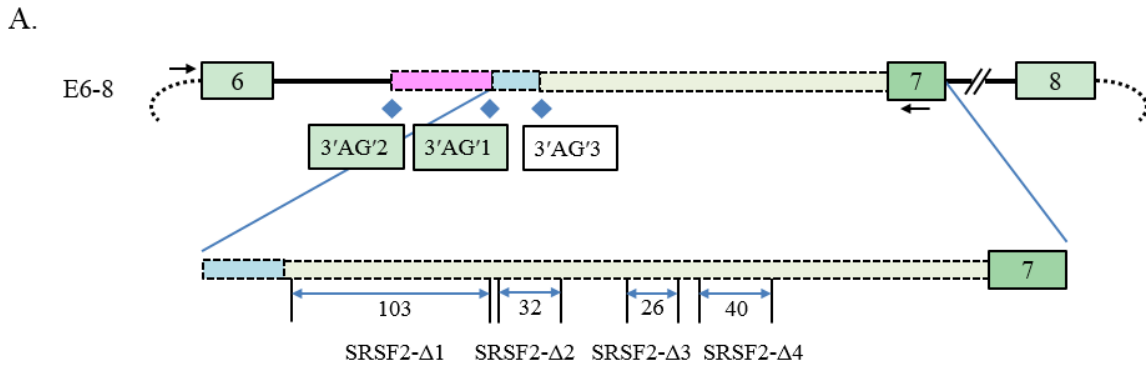 A.
E6-8
6
7
8
3'AG'2
3'AG'1
3'AG'3
7
103
32
26
40
SRSF2-Δ1
SRSF2-Δ2
SRSF2-Δ3
SRSF2-Δ4